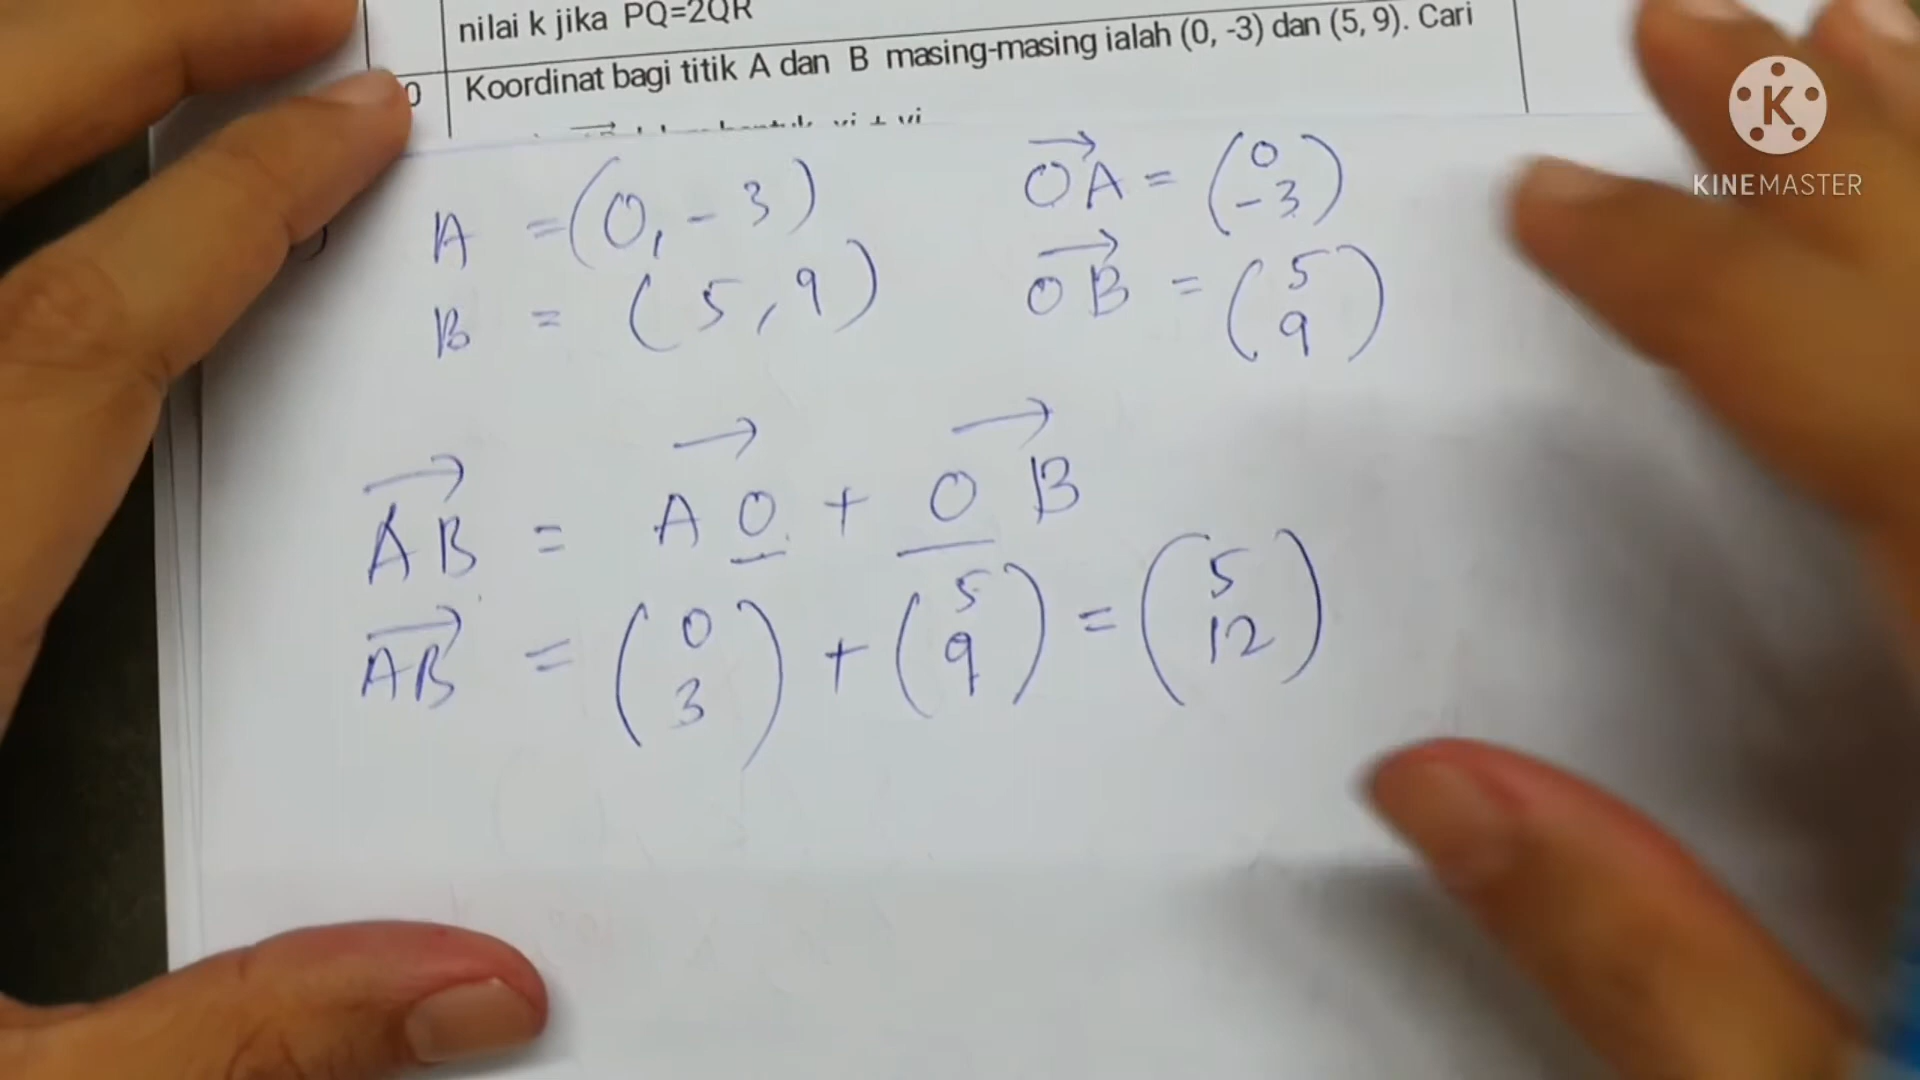 nilai k jika PQ=2QR
0 Koordinat bagi titik A dan B masing-masing ialah (0, -3) dan (5, 9). Cari
K
KINEMASTER
A = (0, -3)
B = (5, 9)
→OA = (0 -3)
→OB = (5 9)
→AB = →AO + →OB
→AB = (0 3) + (5 9) = (5 12)